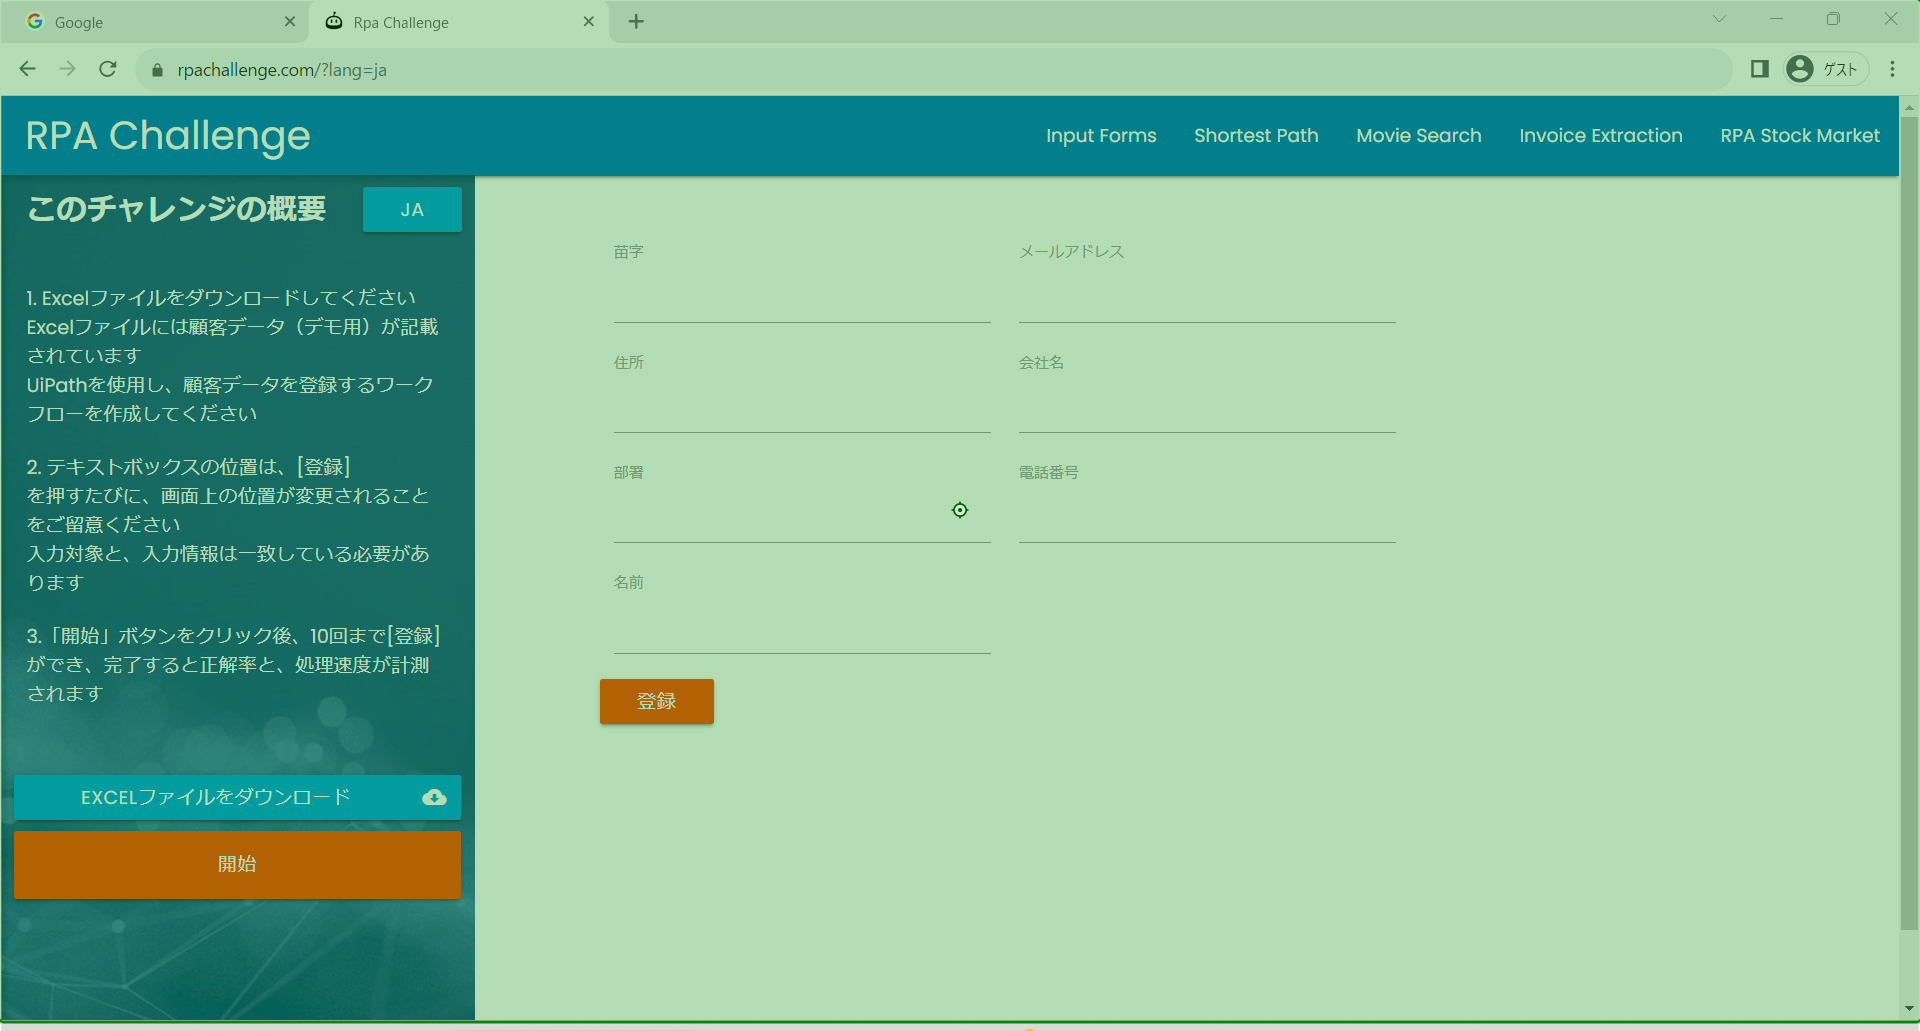 Google
Rpa Challenge
rpachallenge.com/?lang=ja
ゲスト
RPA Challenge
Input Forms
Shortest Path
Movie Search
Invoice Extraction
RPA Stock Market
このチャレンジの概要
JA
1. Excelファイルをダウンロードしてください
Excelファイルには顧客データ（デモ用）が記載
されています
UiPathを使用し、顧客データを登録するワーク
フローを作成してください
2. テキストボックスの位置は、[登録]
を押すたびに、画面上の位置が変更されること
をご留意ください
入力対象と、入力情報は一致している必要があ
ります
3.「開始」ボタンをクリック後、10回まで[登録]
ができ、完了すると正解率と、処理速度が計測
されます
EXCELファイルをダウンロード
開始
苗字
メールアドレス
住所
会社名
部署
電話番号
名前
登録